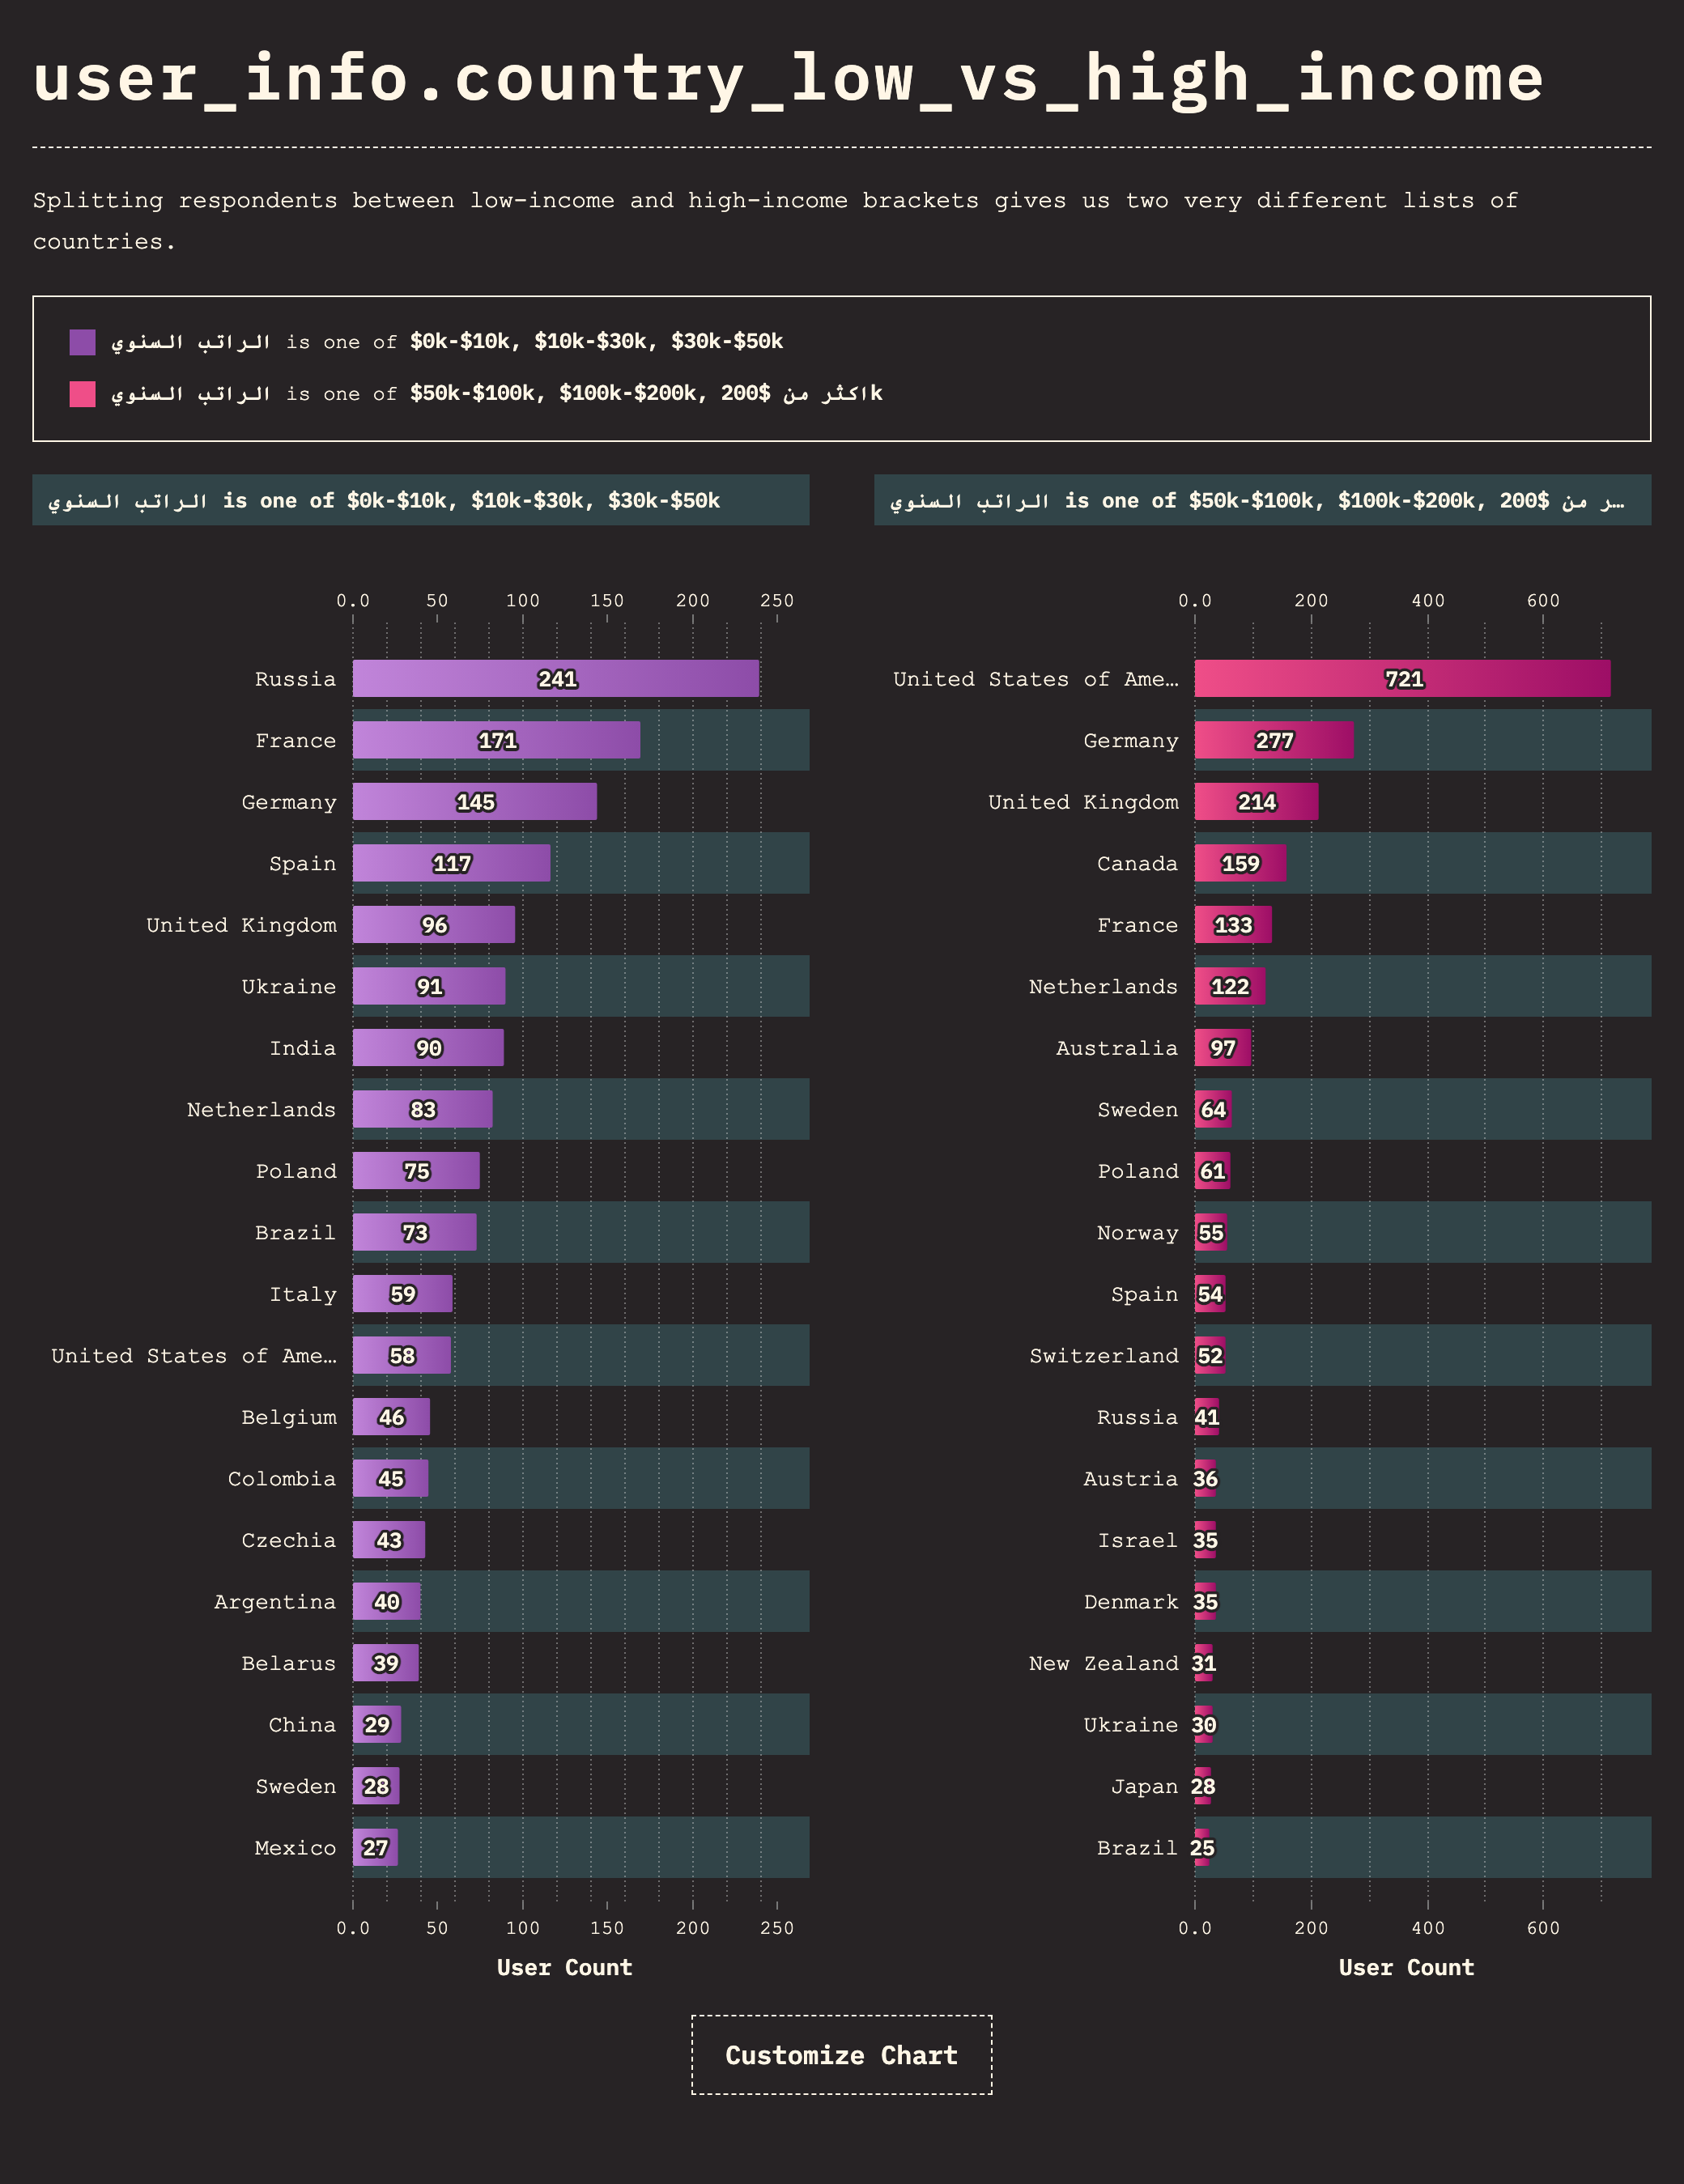 user_info.country_low_vs_high_income
Splitting respondents between low-income and high-income brackets gives us two very different lists of
countries.
الراتب السنوي is one of $0k-$10k, $10k-$30k, $30k-$50k
الراتب السنوي is one of $50k-$100k, $100k-$200k, اكثر من $200k
الراتب السنوي is one of $0k-$10k, $10k-$30k, $30k-$50k
0.0 50 100 150 200 250
Russia 241
France 171
Germany 145
Spain 117
United Kingdom 96
Ukraine 91
India 90
Netherlands 83
Poland 75
Brazil 73
Italy 59
United States of Ame… 58
Belgium 46
Colombia 45
Czechia 43
Argentina 40
Belarus 39
China 29
Sweden 28
Mexico 27
0.0 50 100 150 200 250
User Count
الراتب السنوي is one of $50k-$100k, $100k-$200k, ر من $200…
0.0 200 400 600
United States of Ame… 721
Germany 277
United Kingdom 214
Canada 159
France 133
Netherlands 122
Australia 97
Sweden 64
Poland 61
Norway 55
Spain 54
Switzerland 52
Russia 41
Austria 36
Israel 35
Denmark 35
New Zealand 31
Ukraine 30
Japan 28
Brazil 25
0.0 200 400 600
User Count
Customize Chart